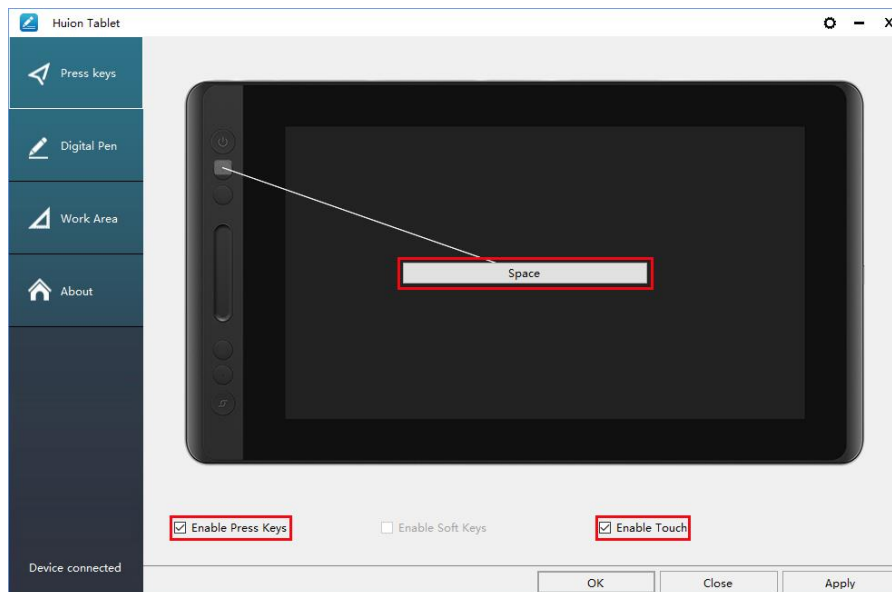 Huion Tablet
Press keys
Digital Pen
Work Area
About
Space
Enable Press Keys
Enable Soft Keys
Enable Touch
Device connected
OK
Close
Apply